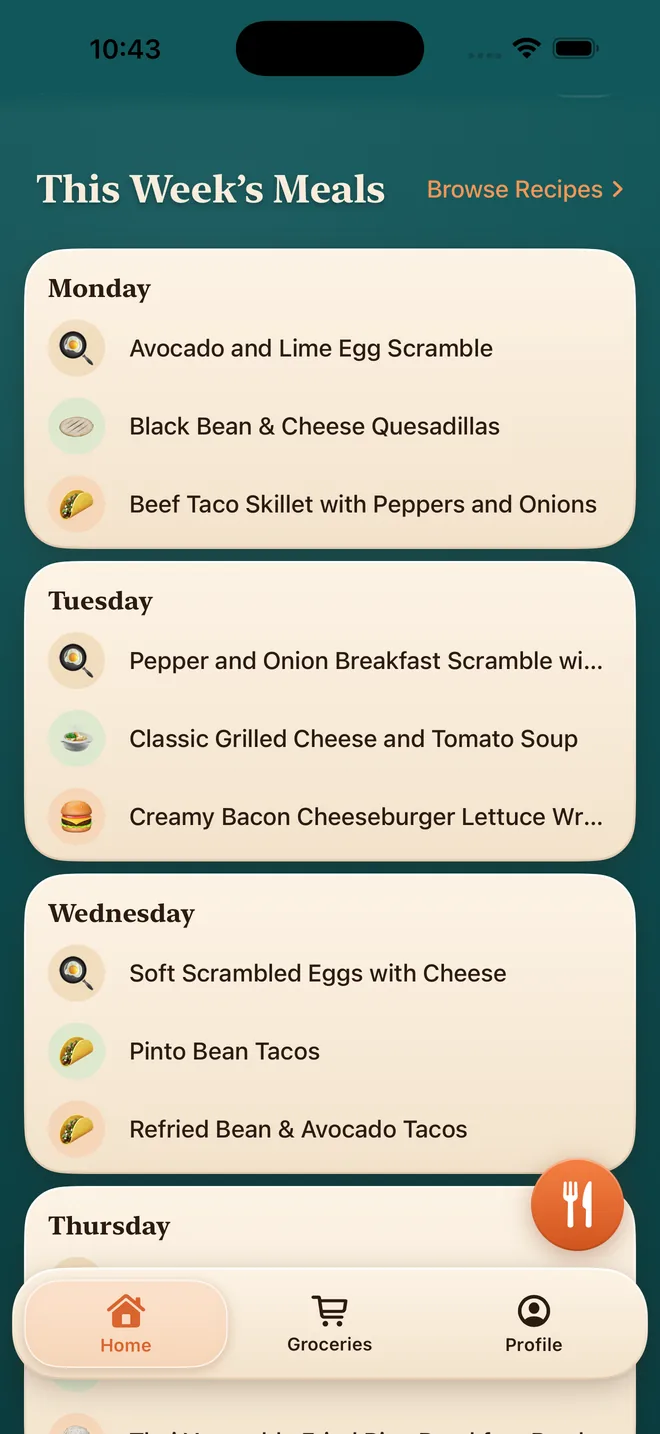 10:43
This Week’s Meals
Browse Recipes
Monday
Avocado and Lime Egg Scramble
Black Bean & Cheese Quesadillas
Beef Taco Skillet with Peppers and Onions
Tuesday
Pepper and Onion Breakfast Scramble wi...
Classic Grilled Cheese and Tomato Soup
Creamy Bacon Cheeseburger Lettuce Wr...
Wednesday
Soft Scrambled Eggs with Cheese
Pinto Bean Tacos
Refried Bean & Avocado Tacos
Thursday
Home
Groceries
Profile